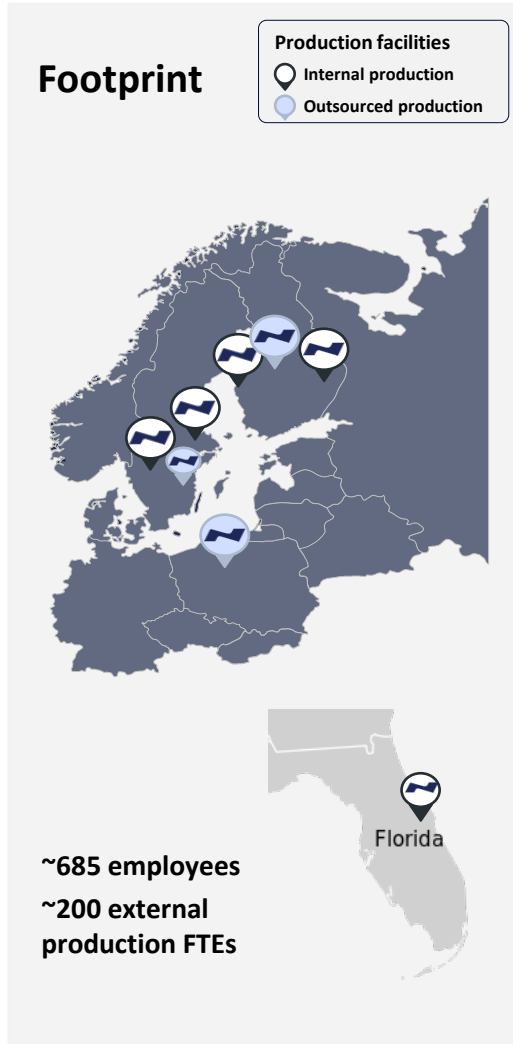 Footprint
Production facilities
Internal production
Outsourced production
Florida
~685 employees
~200 external
production FTEs